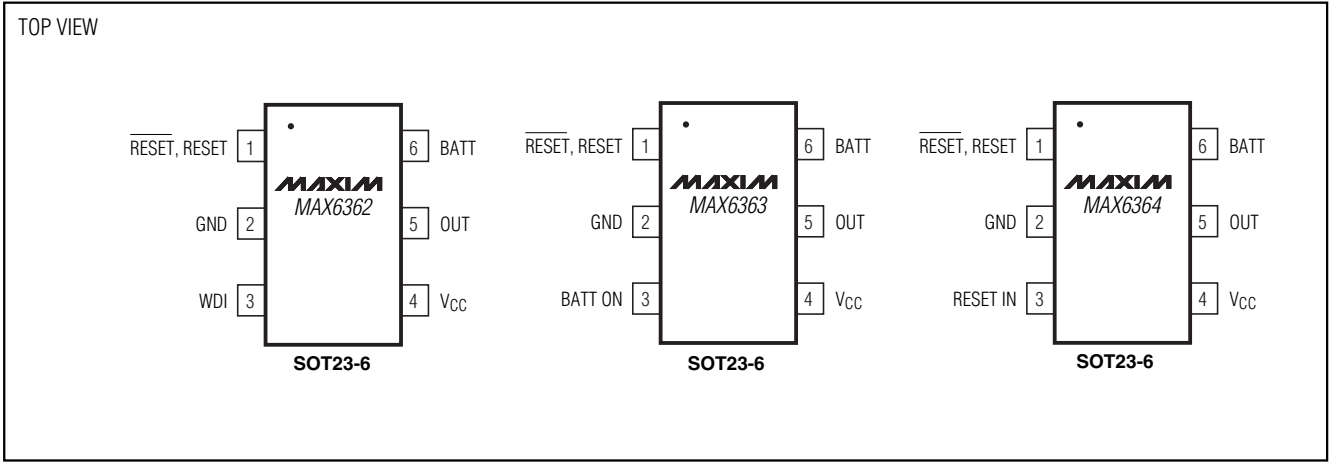 TOP VIEW
RESET, RESET 1
GND 2
WDI 3
MAXIM
MAX6362
6 BATT
5 OUT
4 VCC
SOT23-6
RESET, RESET 1
GND 2
BATT ON 3
MAXIM
MAX6363
6 BATT
5 OUT
4 VCC
SOT23-6
RESET, RESET 1
GND 2
RESET IN 3
MAXIM
MAX6364
6 BATT
5 OUT
4 VCC
SOT23-6